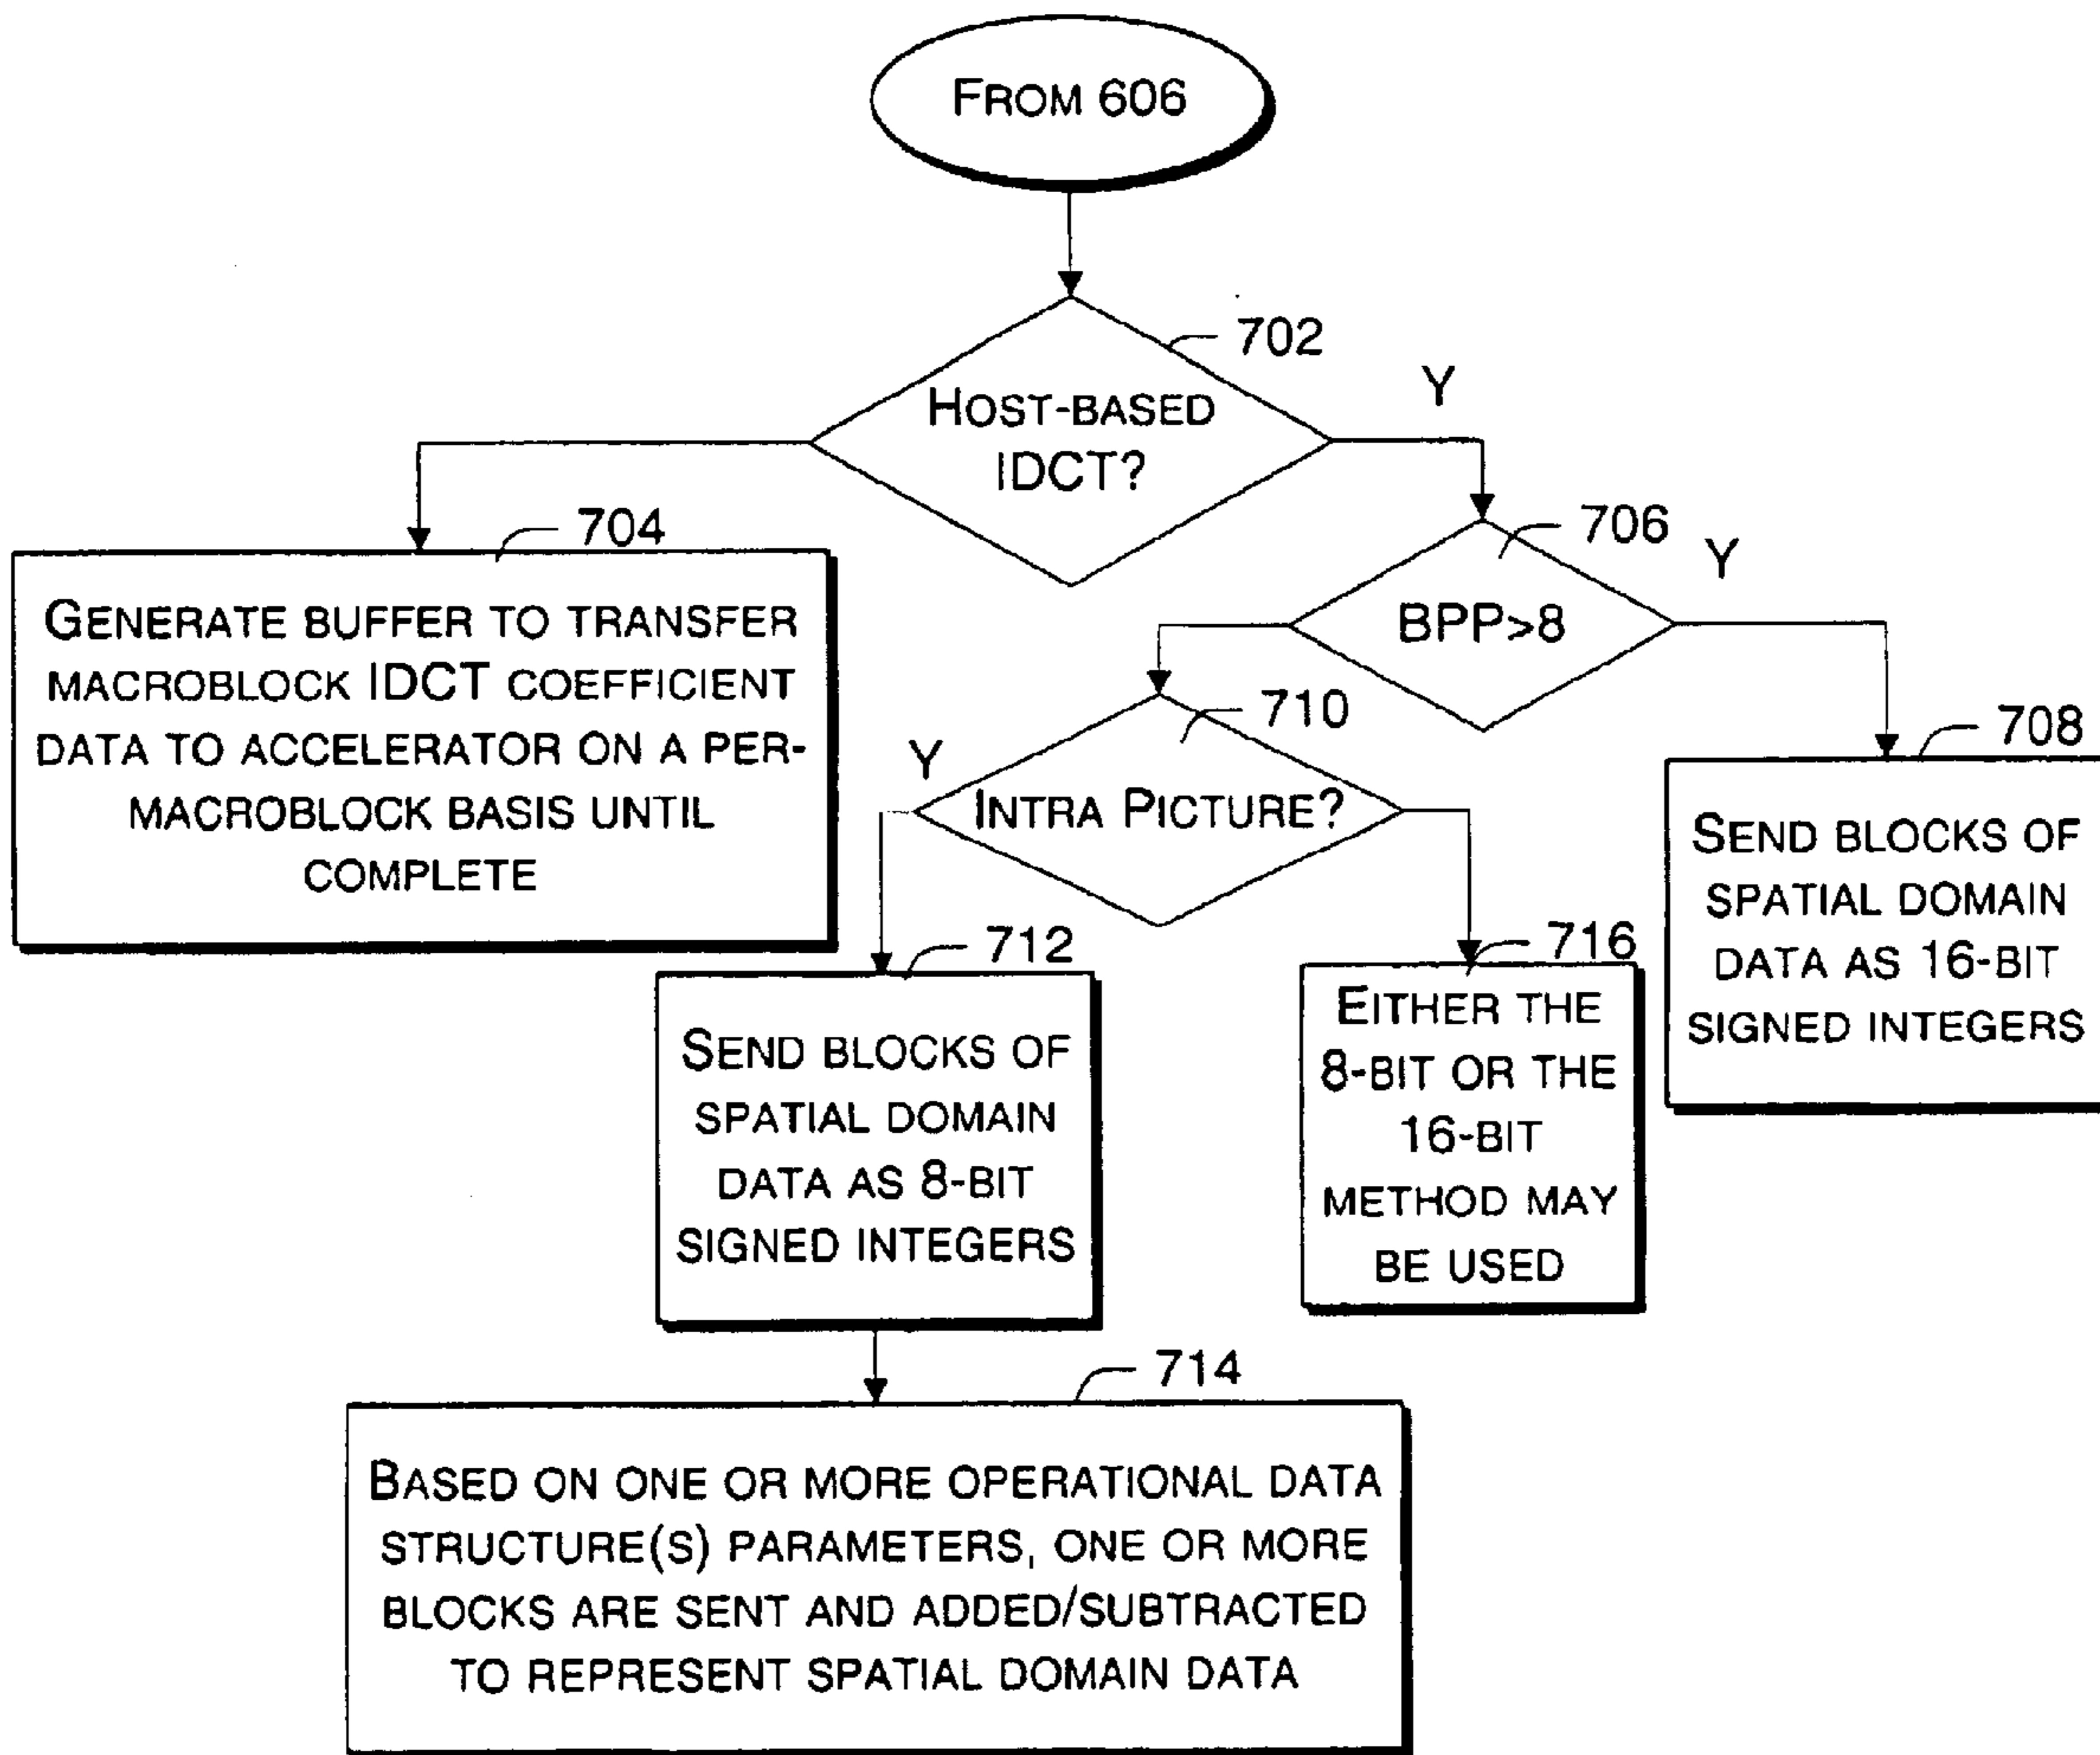 FROM 606
702
HOST-BASED
IDCT?
Y
704
GENERATE BUFFER TO TRANSFER
MACROBLOCK IDCT COEFFICIENT
DATA TO ACCELERATOR ON A PER-
MACROBLOCK BASIS UNTIL
COMPLETE
706
BPP>8
Y
708
SEND BLOCKS OF
SPATIAL DOMAIN
DATA AS 16-BIT
SIGNED INTEGERS
710
INTRA PICTURE?
Y
712
SEND BLOCKS OF
SPATIAL DOMAIN
DATA AS 8-BIT
SIGNED INTEGERS
716
EITHER THE
8-BIT OR THE
16-BIT
METHOD MAY
BE USED
714
BASED ON ONE OR MORE OPERATIONAL DATA
STRUCTURE(S) PARAMETERS, ONE OR MORE
BLOCKS ARE SENT AND ADDED/SUBTRACTED
TO REPRESENT SPATIAL DOMAIN DATA